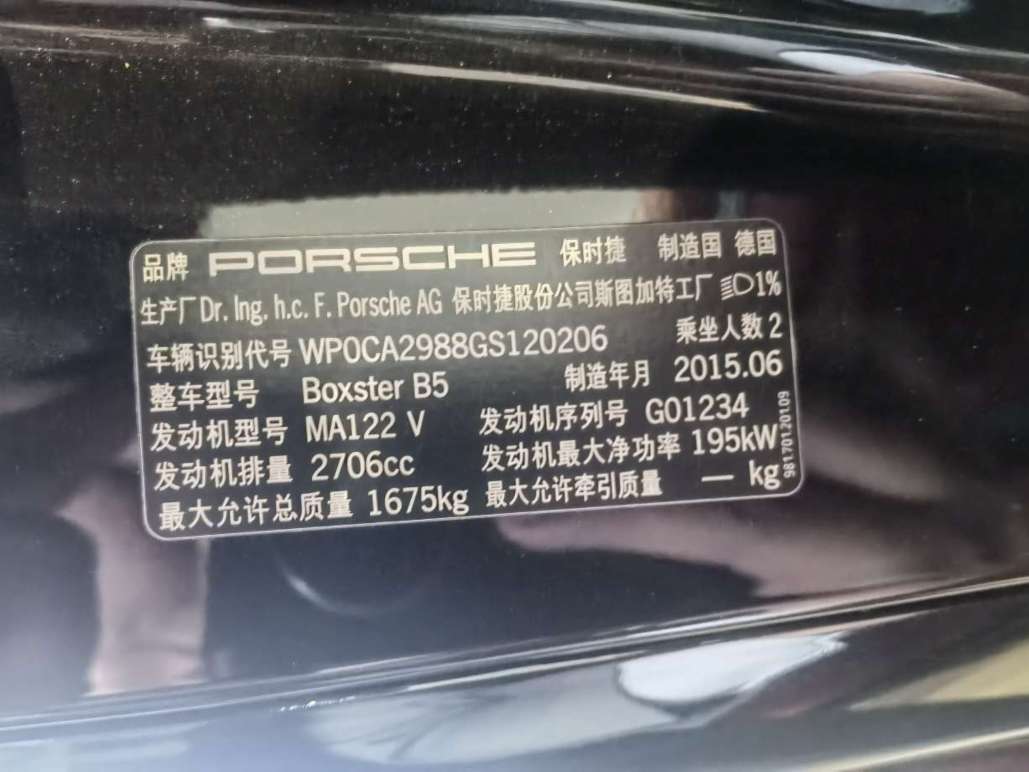 品牌 PORSCHE 保时捷 制造国 德国
生产厂 Dr. Ing. h.c. F. Porsche AG 保时捷股份公司斯图加特工厂 1%
车辆识别代号 WP0CA2988GS120206 乘坐人数 2
整车型号 Boxster B5 制造年月 2015.06
发动机型号 MA122 V 发动机序列号 G01234
发动机排量 2706cc 发动机最大净功率 195kW
最大允许总质量 1675kg 最大允许牵引质量 — kg
981.701.201.09